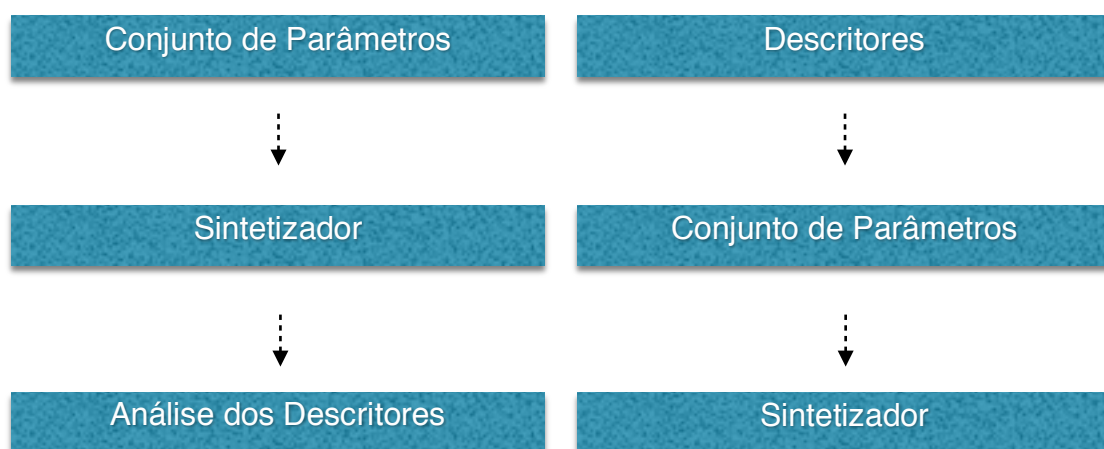 Conjunto de Parâmetros
Sintetizador
Análise dos Descritores
Descritores
Conjunto de Parâmetros
Sintetizador